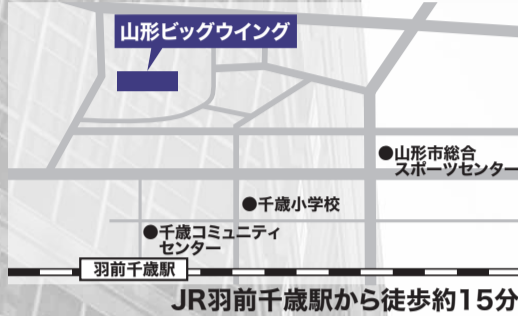 山形ビッグウイング
●山形市総合
スポーツセンター
●千歳小学校
●千歳コミュニティ
センター
羽前千歳駅
JR羽前千歳駅から徒歩約15分